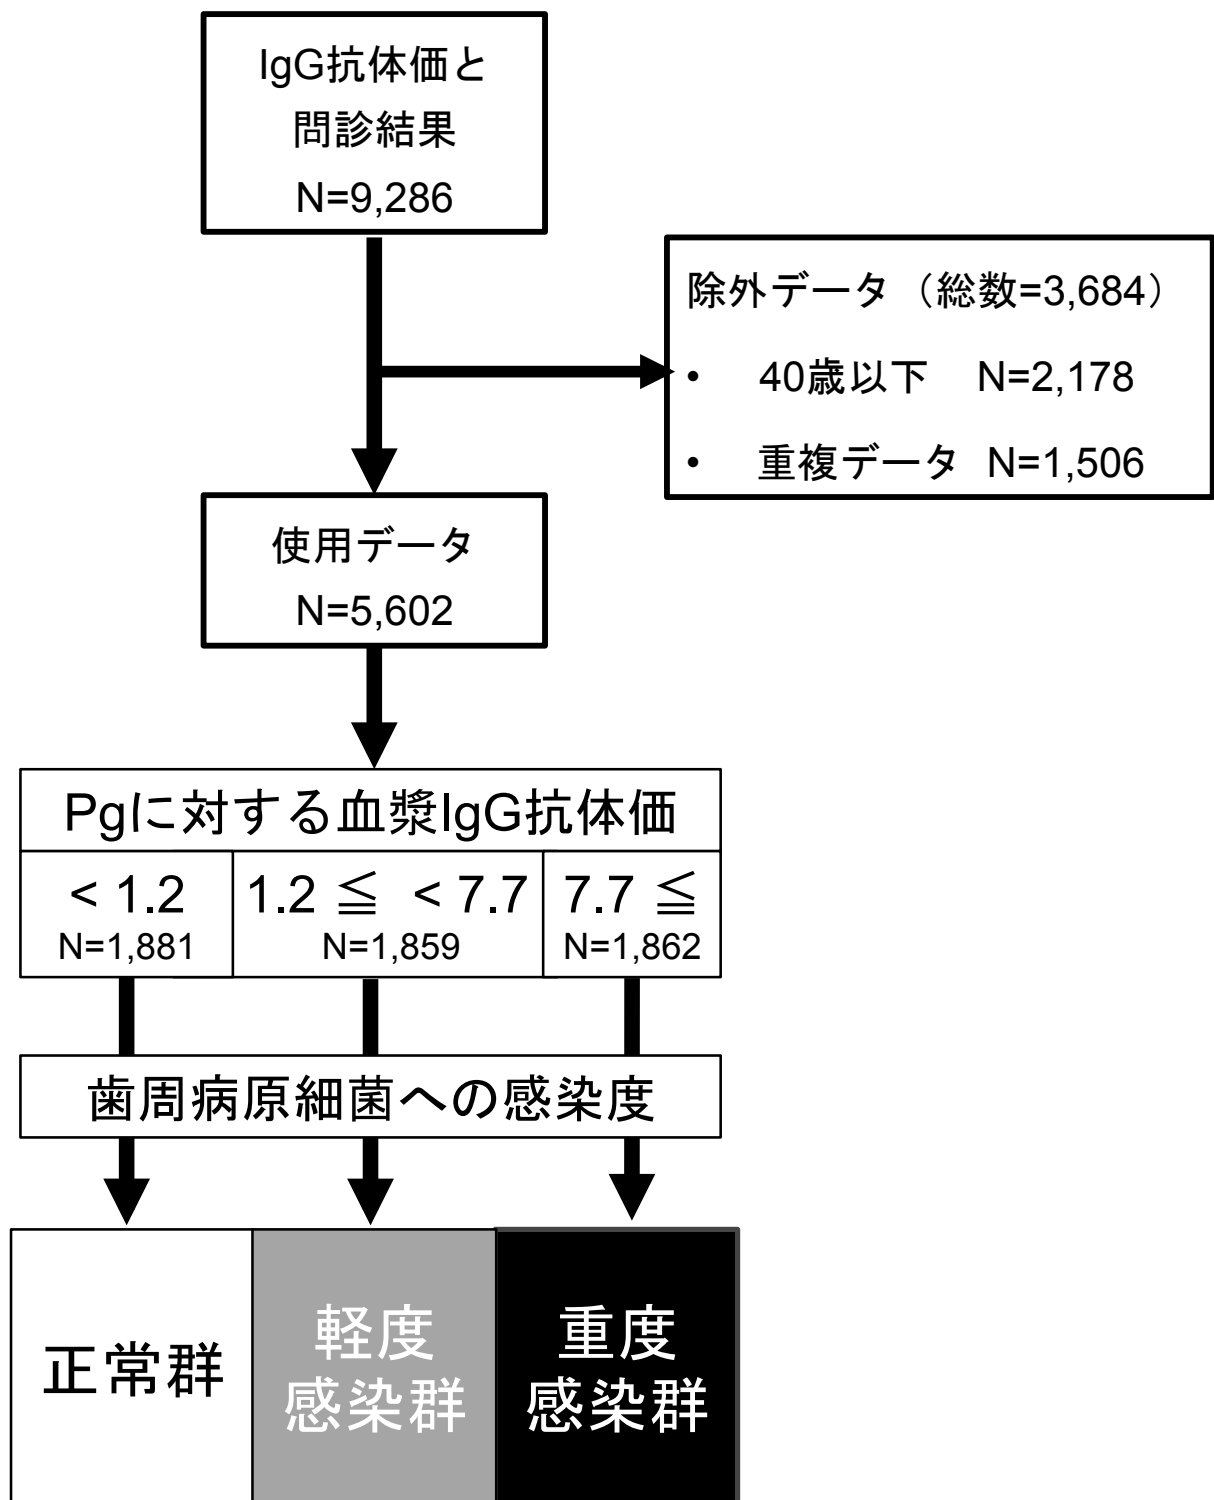 IgG抗体価と
問診結果
N=9,286
除外データ（総数=3,684）
• 40歳以下 N=2,178
• 重複データ N=1,506
使用データ
N=5,602
Pgに対する血漿IgG抗体価
< 1.2
N=1,881
1.2 ≦ < 7.7
N=1,859
7.7 ≦
N=1,862
歯周病原細菌への感染度
正常群
軽度
感染群
重度
感染群